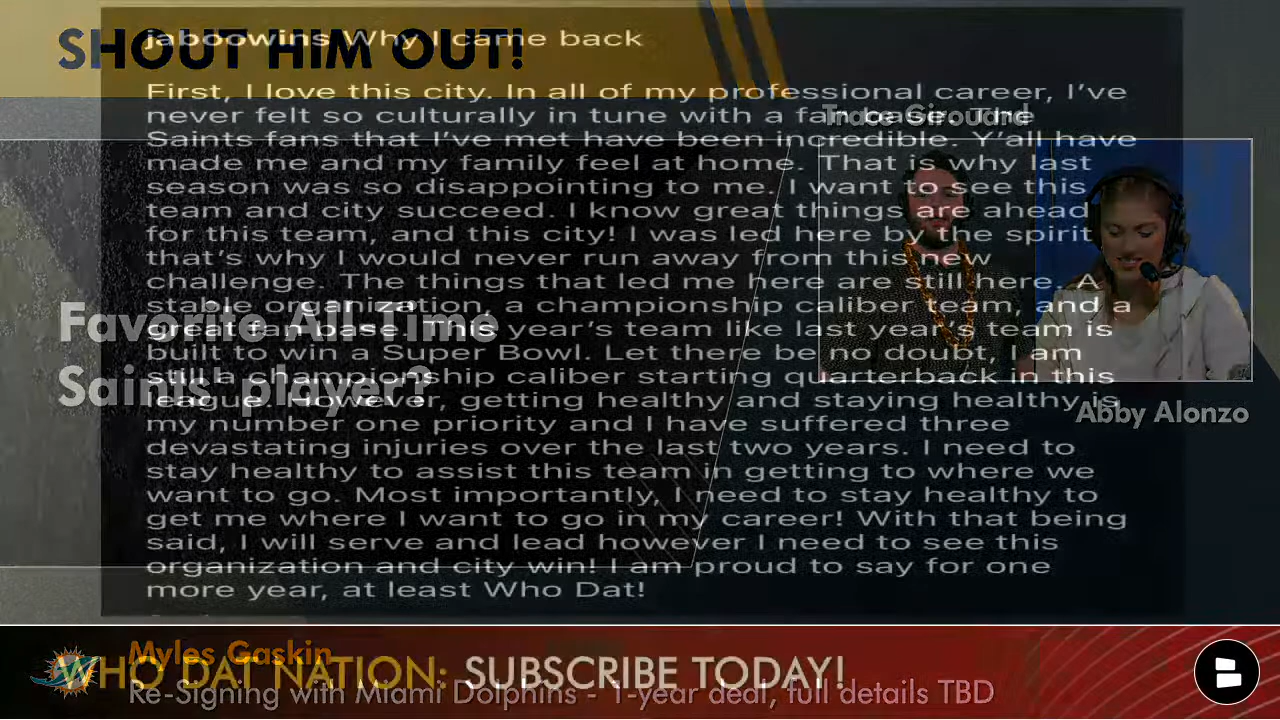 SHOUT HIM OUT!
jaboowins Why I came back
First, I love this city. In all of my professional career, I've
never felt so culturally in tune with a fan base. The
Trace Girouard
Saints fans that I've met have been incredible. Y'all have
made me and my family feel at home. That is why last
season was so disappointing to me. I want to see this
team and city succeed. I know great things are ahead
for this team, and this city! I was led here by the spirit
that's why I would never run away from this new
challenge. The things that led me here are still here. A
stable organization, a championship caliber team, and a
great fan base! This year's team like last year's team is
built to win a Super Bowl. Let there be no doubt, I am
still a championship caliber starting quarterback in this
league. However, getting healthy and staying healthy is
my number one priority and I have suffered three
devastating injuries over the last two years. I need to
stay healthy to assist this team in getting to where we
want to go. Most importantly, I need to stay healthy to
get me where I want to go in my career! With that being
said, I will serve and lead however I need to see this
organization and city win! I am proud to say for one
more year, at least Who Dat!
Favorite All-Time
Saints' player?
Abby Alonzo
WHO DAT NATION: SUBSCRIBE TODAY!
Myles Gaskin
Re-Signing with Miami Dolphins - 1-year deal, full details TBD